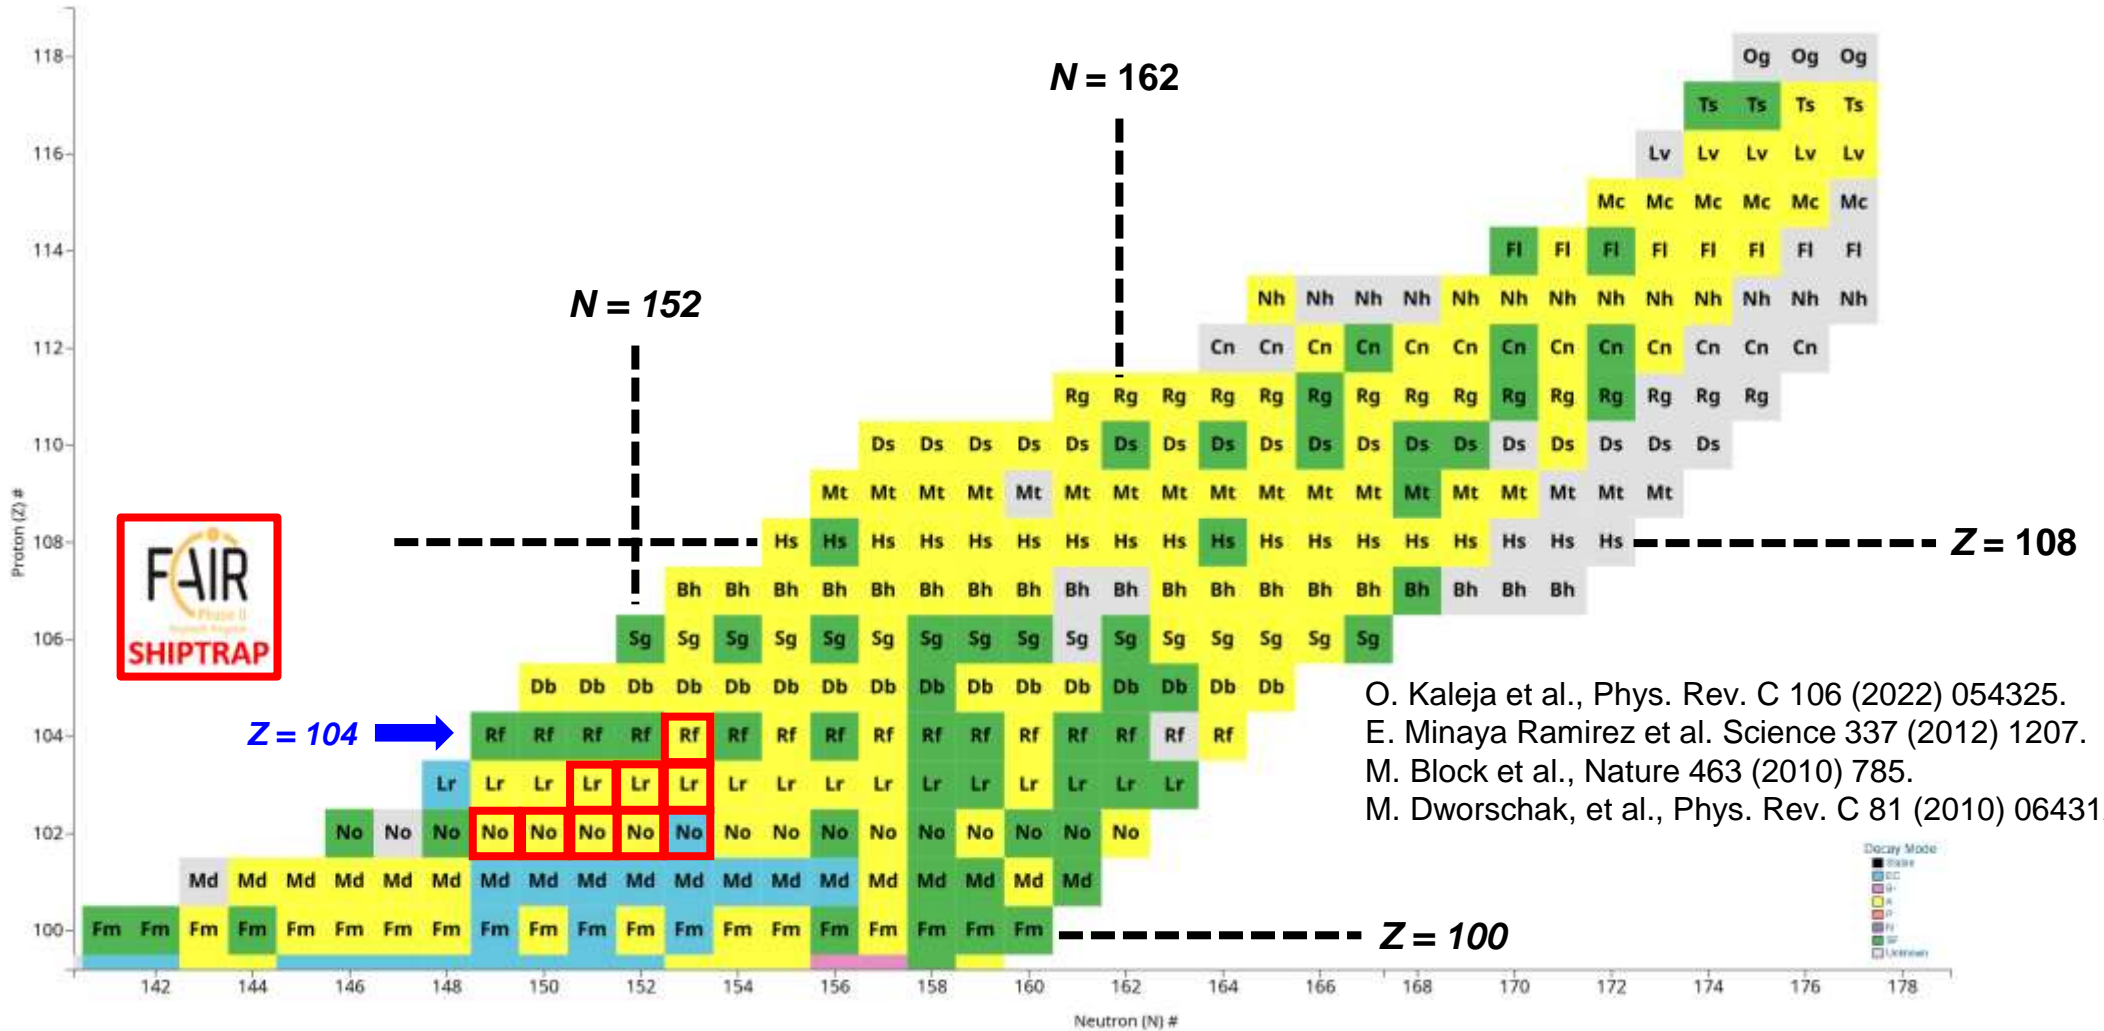 118 Og Og Og
N = 162
Ts Ts Ts Ts
116 Lv Lv Lv Lv Lv
Mc Mc Mc Mc Mc Mc
114 Fl Fl Fl Fl Fl Fl Fl Fl
N = 152
Nh Nh Nh Nh Nh Nh Nh Nh Nh Nh Nh Nh Nh
112 Cn Cn Cn Cn Cn Cn Cn Cn Cn Cn Cn Cn Cn
Rg Rg Rg Rg Rg Rg Rg Rg Rg Rg Rg Rg Rg Rg Rg
110 Ds Ds Ds Ds Ds Ds Ds Ds Ds Ds Ds Ds Ds Ds Ds Ds Ds Ds
Mt Mt Mt Mt Mt Mt Mt Mt Mt Mt Mt Mt Mt Mt Mt Mt Mt Mt
Proton (Z) #
108 Hs Hs Hs Hs Hs Hs Hs Hs Hs Hs Hs Hs Hs Hs Hs Hs Hs Hs Z = 108
FAIR
Phase 0
SHIPTRAP
Bh Bh Bh Bh Bh Bh Bh Bh Bh Bh Bh Bh Bh Bh Bh Bh Bh Bh Bh
106 Sg Sg Sg Sg Sg Sg Sg Sg Sg Sg Sg Sg Sg Sg Sg Sg
Db Db Db Db Db Db Db Db Db Db Db Db Db Db Db Db
Z = 104
104 Rf Rf Rf Rf Rf Rf Rf Rf Rf Rf Rf Rf Rf Rf Rf Rf
Lr Lr Lr Lr Lr Lr Lr Lr Lr Lr Lr Lr Lr Lr Lr Lr
102 No No No No No No No No No No No No No No No No No
Md Md Md Md Md Md Md Md Md Md Md Md Md Md Md Md Md Md Md
100 Fm Fm Fm Fm Fm Fm Fm Fm Fm Fm Fm Fm Fm Fm Fm Fm Fm Fm Fm Fm Z = 100
O. Kaleja et al., Phys. Rev. C 106 (2022) 054325.
E. Minaya Ramirez et al. Science 337 (2012) 1207.
M. Block et al., Nature 463 (2010) 785.
M. Dworschak, et al., Phys. Rev. C 81 (2010) 06431
Decay Mode
Stable
EC
B-
A
P
N
SF
Unknown
142 144 146 148 150 152 154 156 158 160 162 164 166 168 170 172 174 176 178
Neutron (N) #